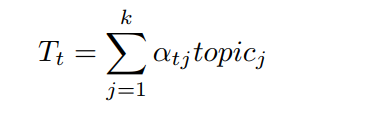 $T_t = \sum_{j=1}^{k} \alpha_{tj} topic_j$